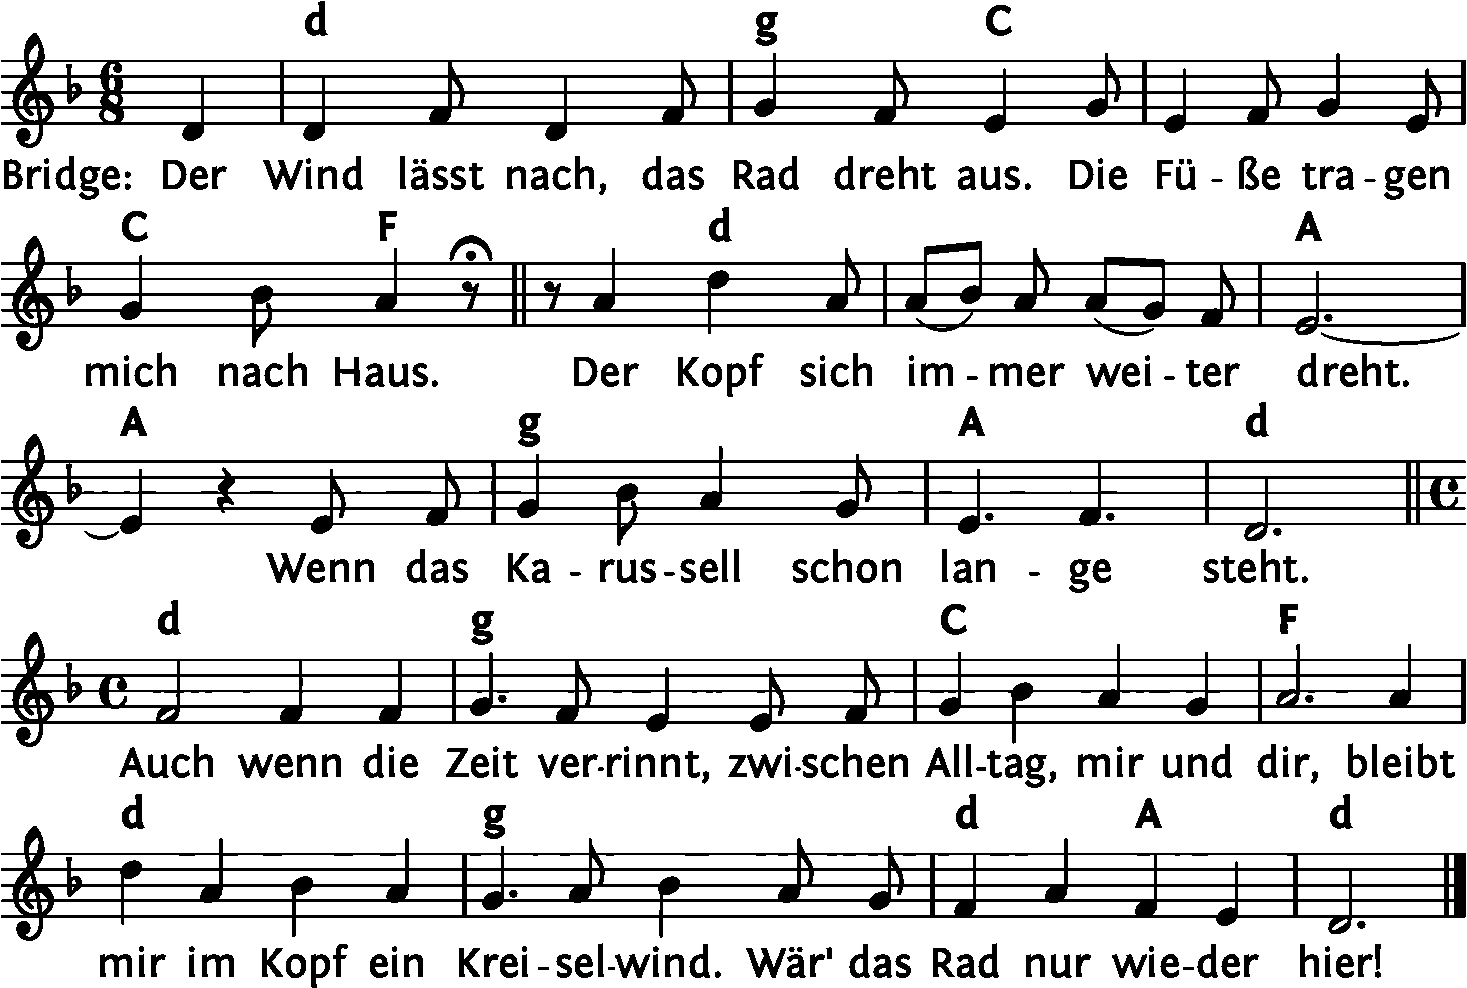 d g C
6
8
Bridge: Der Wind lässt nach, das Rad dreht aus. Die Fü - ße tra - gen
C F d A
mich nach Haus. Der Kopf sich im - mer wei - ter dreht.
A g A d
Wenn das Ka - rus - sell schon lan - ge steht.
d g C F
Auch wenn die Zeit ver-rinnt, zwi-schen All-tag, mir und dir, bleibt
d g d A d
mir im Kopf ein Krei - sel-wind. Wär' das Rad nur wie-der hier!